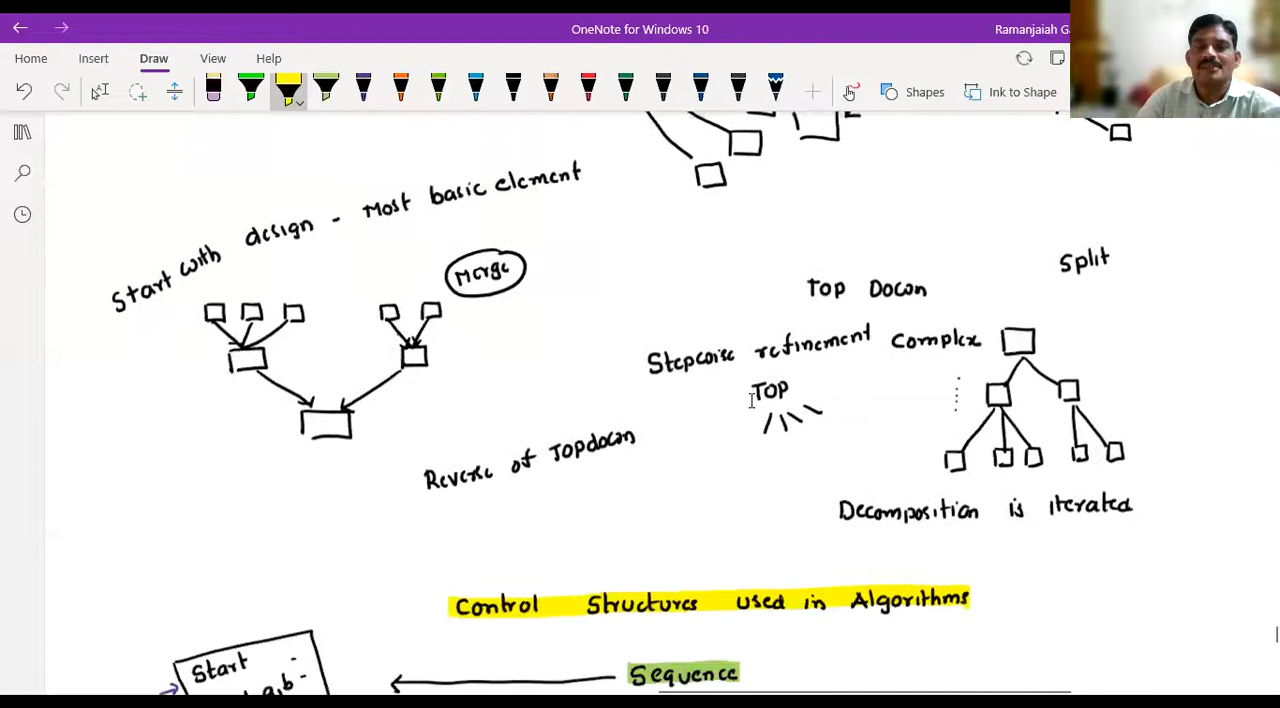 OneNote for Windows 10
Ramanjaiah G
Home Insert Draw View Help
Shapes
Ink to Shape
Start with design - Most basic element
Merge
Split
Top Down
Stepwise refinement Complex
TOP
Reverse of Topdown
Decomposition is iterated
Control Structures used in Algorithms
Start
a,b
Sequence